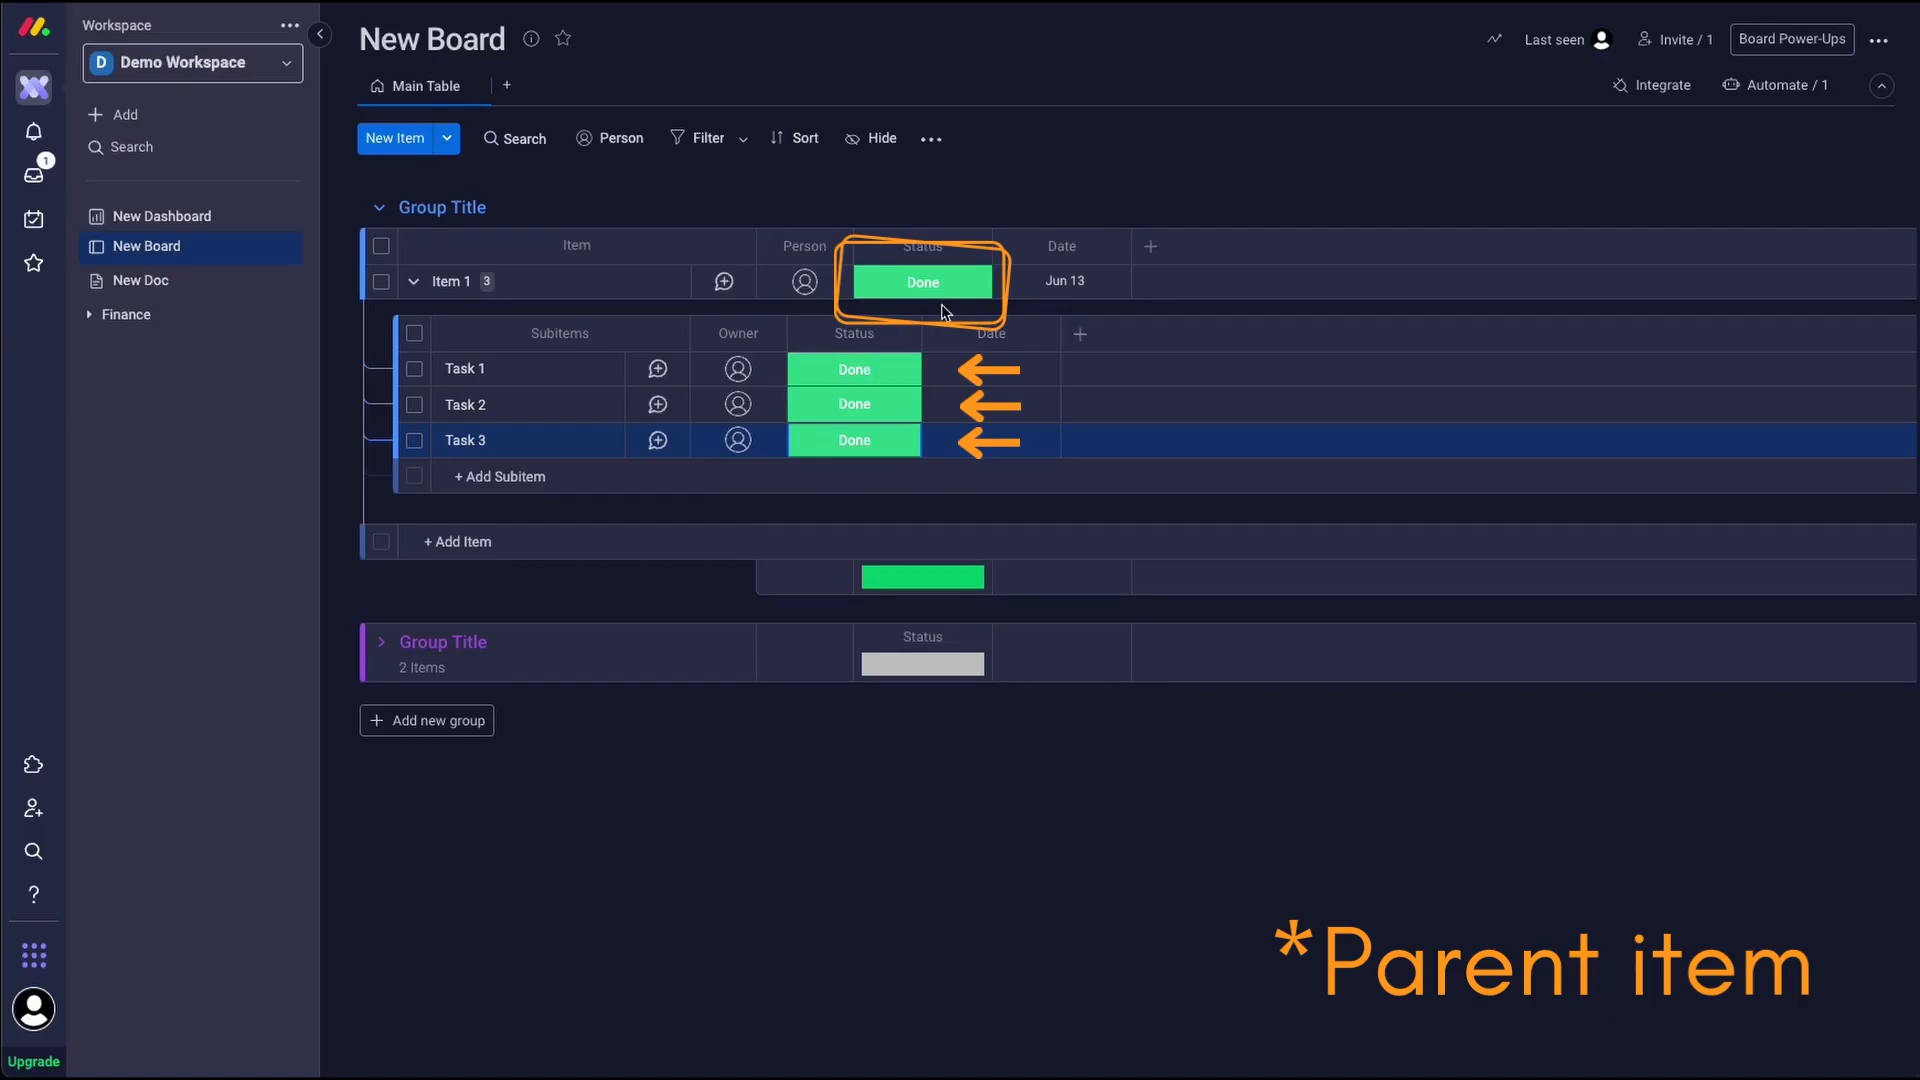 Workspace
D Demo Workspace
Add
Search
1
New Dashboard
New Board
New Doc
Finance
Upgrade
New Board
Last seen
Invite / 1
Board Power-Ups
Main Table
Integrate
Automate / 1
New Item
Search
Person
Filter
Sort
Hide
Group Title
Item Person Status Date
Item 1 3 Done Jun 13
Subitems Owner Status Date
Task 1 Done
Task 2 Done
Task 3 Done
+ Add Subitem
+ Add Item
Group Title
Status
2 Items
Add new group
*Parent item